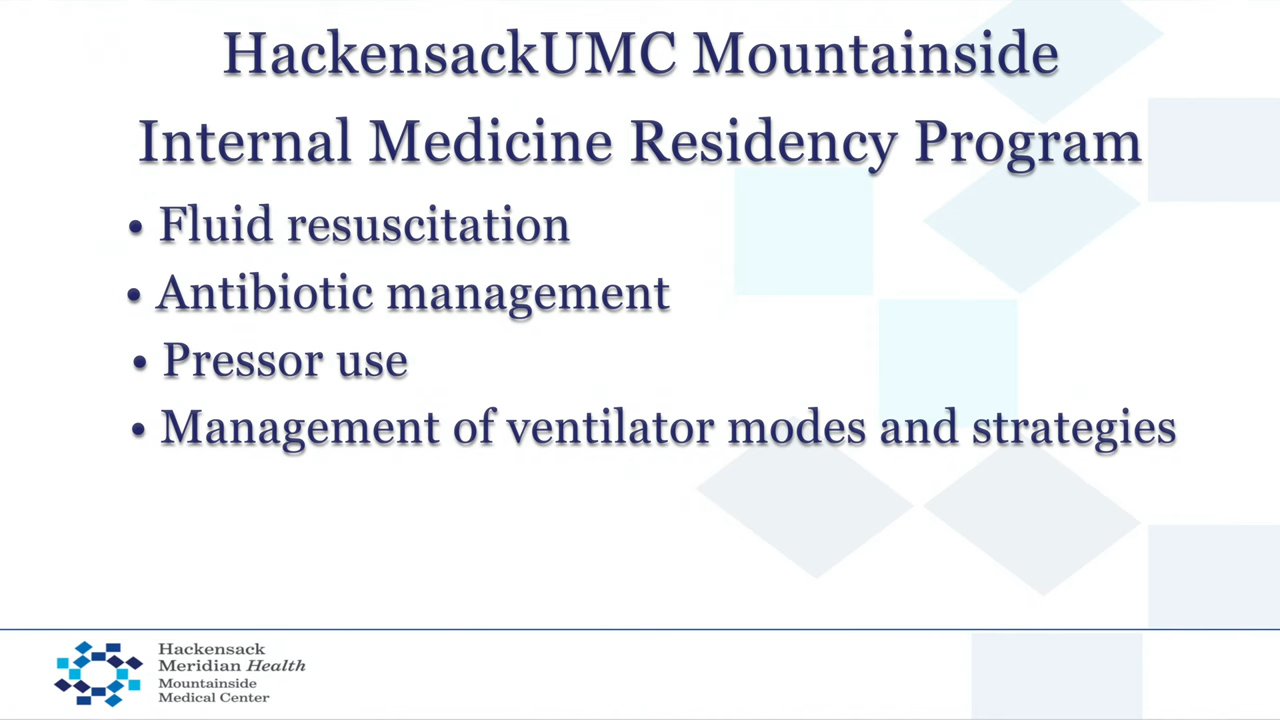 HackensackUMC Mountainside
Internal Medicine Residency Program
• Fluid resuscitation
• Antibiotic management
• Pressor use
• Management of ventilator modes and strategies
Hackensack
Meridian Health
Mountainside
Medical Center